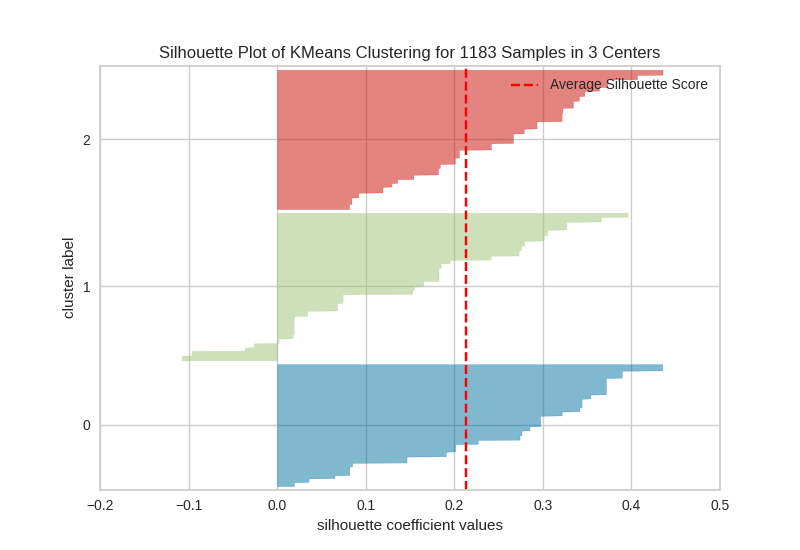 Silhouette Plot of KMeans Clustering for 1183 Samples in 3 Centers
Average Silhouette Score
2
1
0
cluster label
−0.2 −0.1 0.0 0.1 0.2 0.3 0.4 0.5
silhouette coefficient values